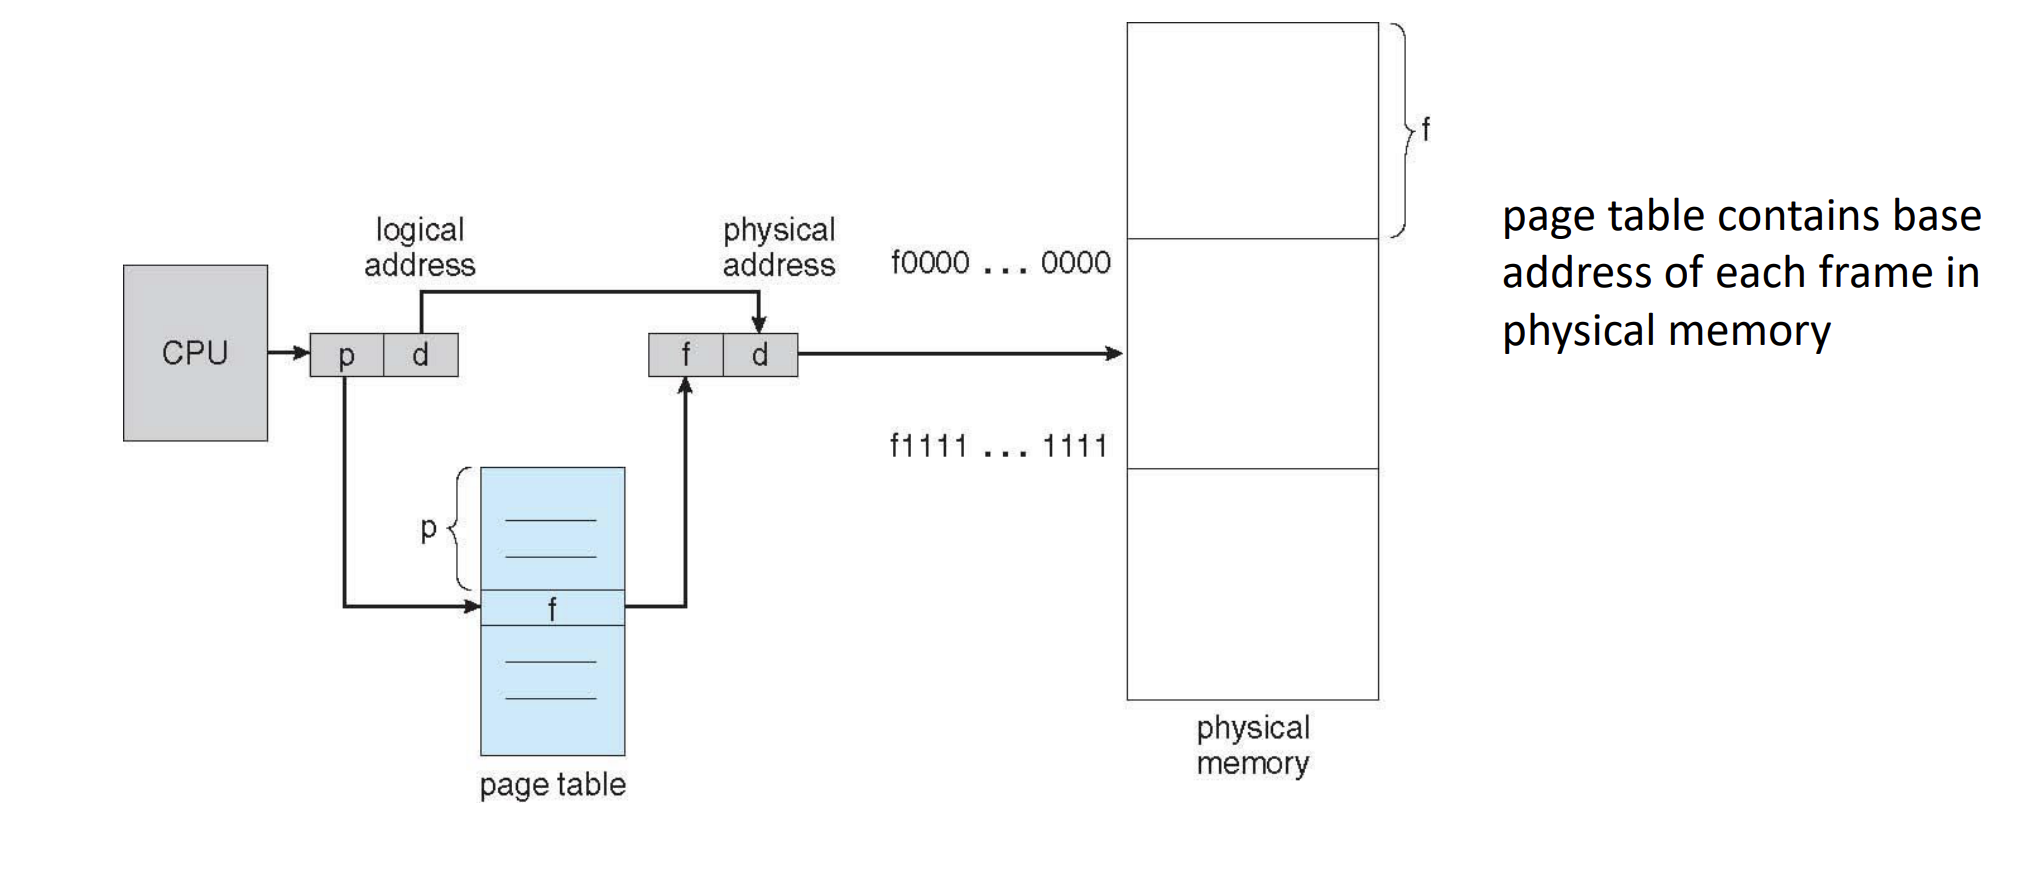 logical
address
physical
address
CPU
p
d
f
d
f0000 ... 0000
f1111 ... 1111
f
p
f
page table
physical
memory
page table contains base
address of each frame in
physical memory